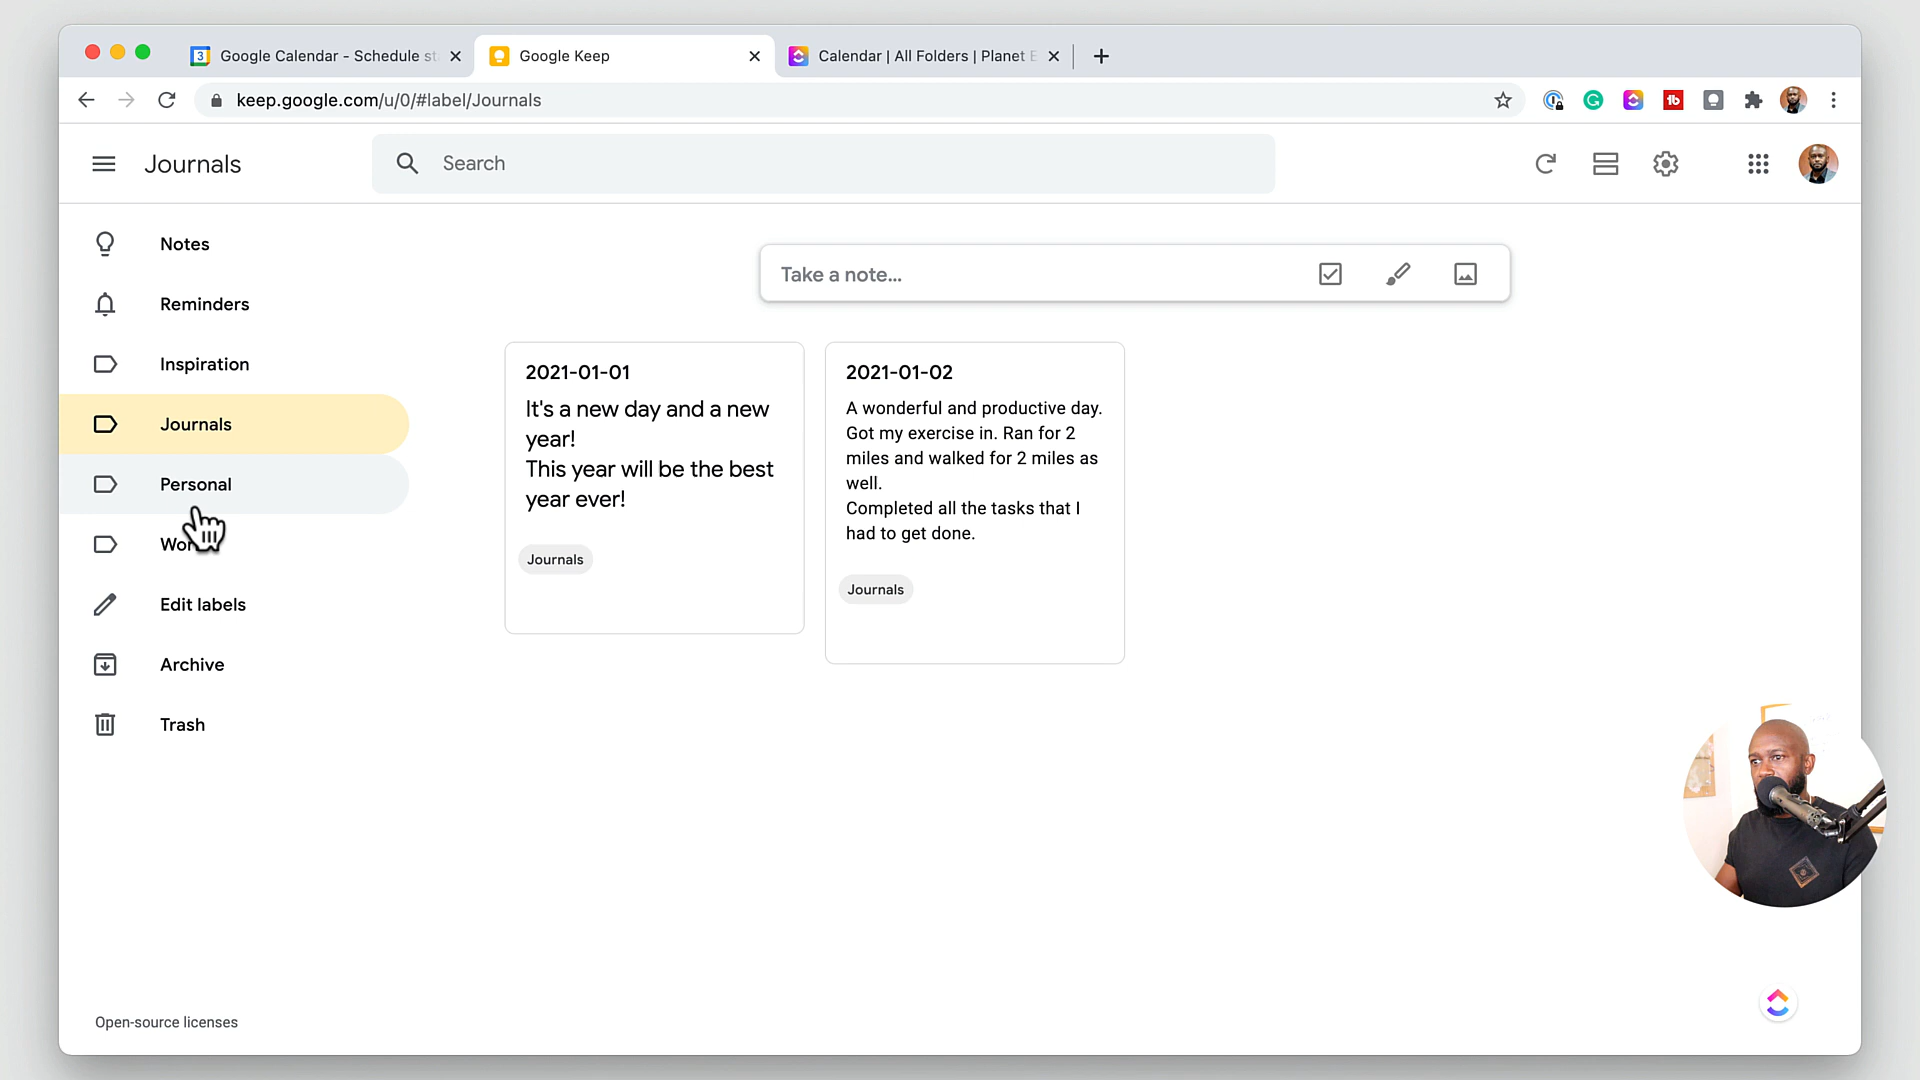 Google Calendar - Schedule st
Google Keep
Calendar | All Folders | Planet E
keep.google.com/u/0/#label/Journals
Journals
Search
Notes
Reminders
Inspiration
Journals
Personal
Edit labels
Archive
Trash
Take a note...
2021-01-01
It's a new day and a new
year!
This year will be the best
year ever!
Journals
2021-01-02
A wonderful and productive day.
Got my exercise in. Ran for 2
miles and walked for 2 miles as
well.
Completed all the tasks that I
had to get done.
Journals
Open-source licenses